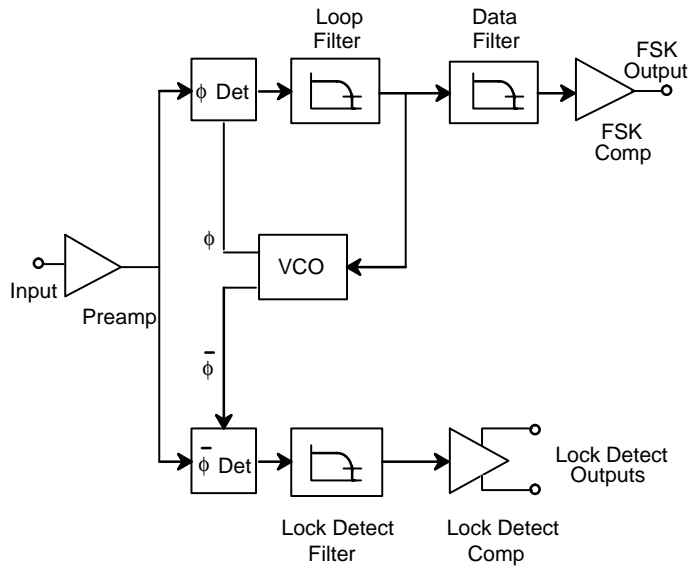 Loop
Filter
Data
Filter
FSK
Output
ϕ Det
FSK
Comp
ϕ
VCO
Input
Preamp
ϕ̅
ϕ̅ Det
Lock Detect
Outputs
Lock Detect
Filter
Lock Detect
Comp